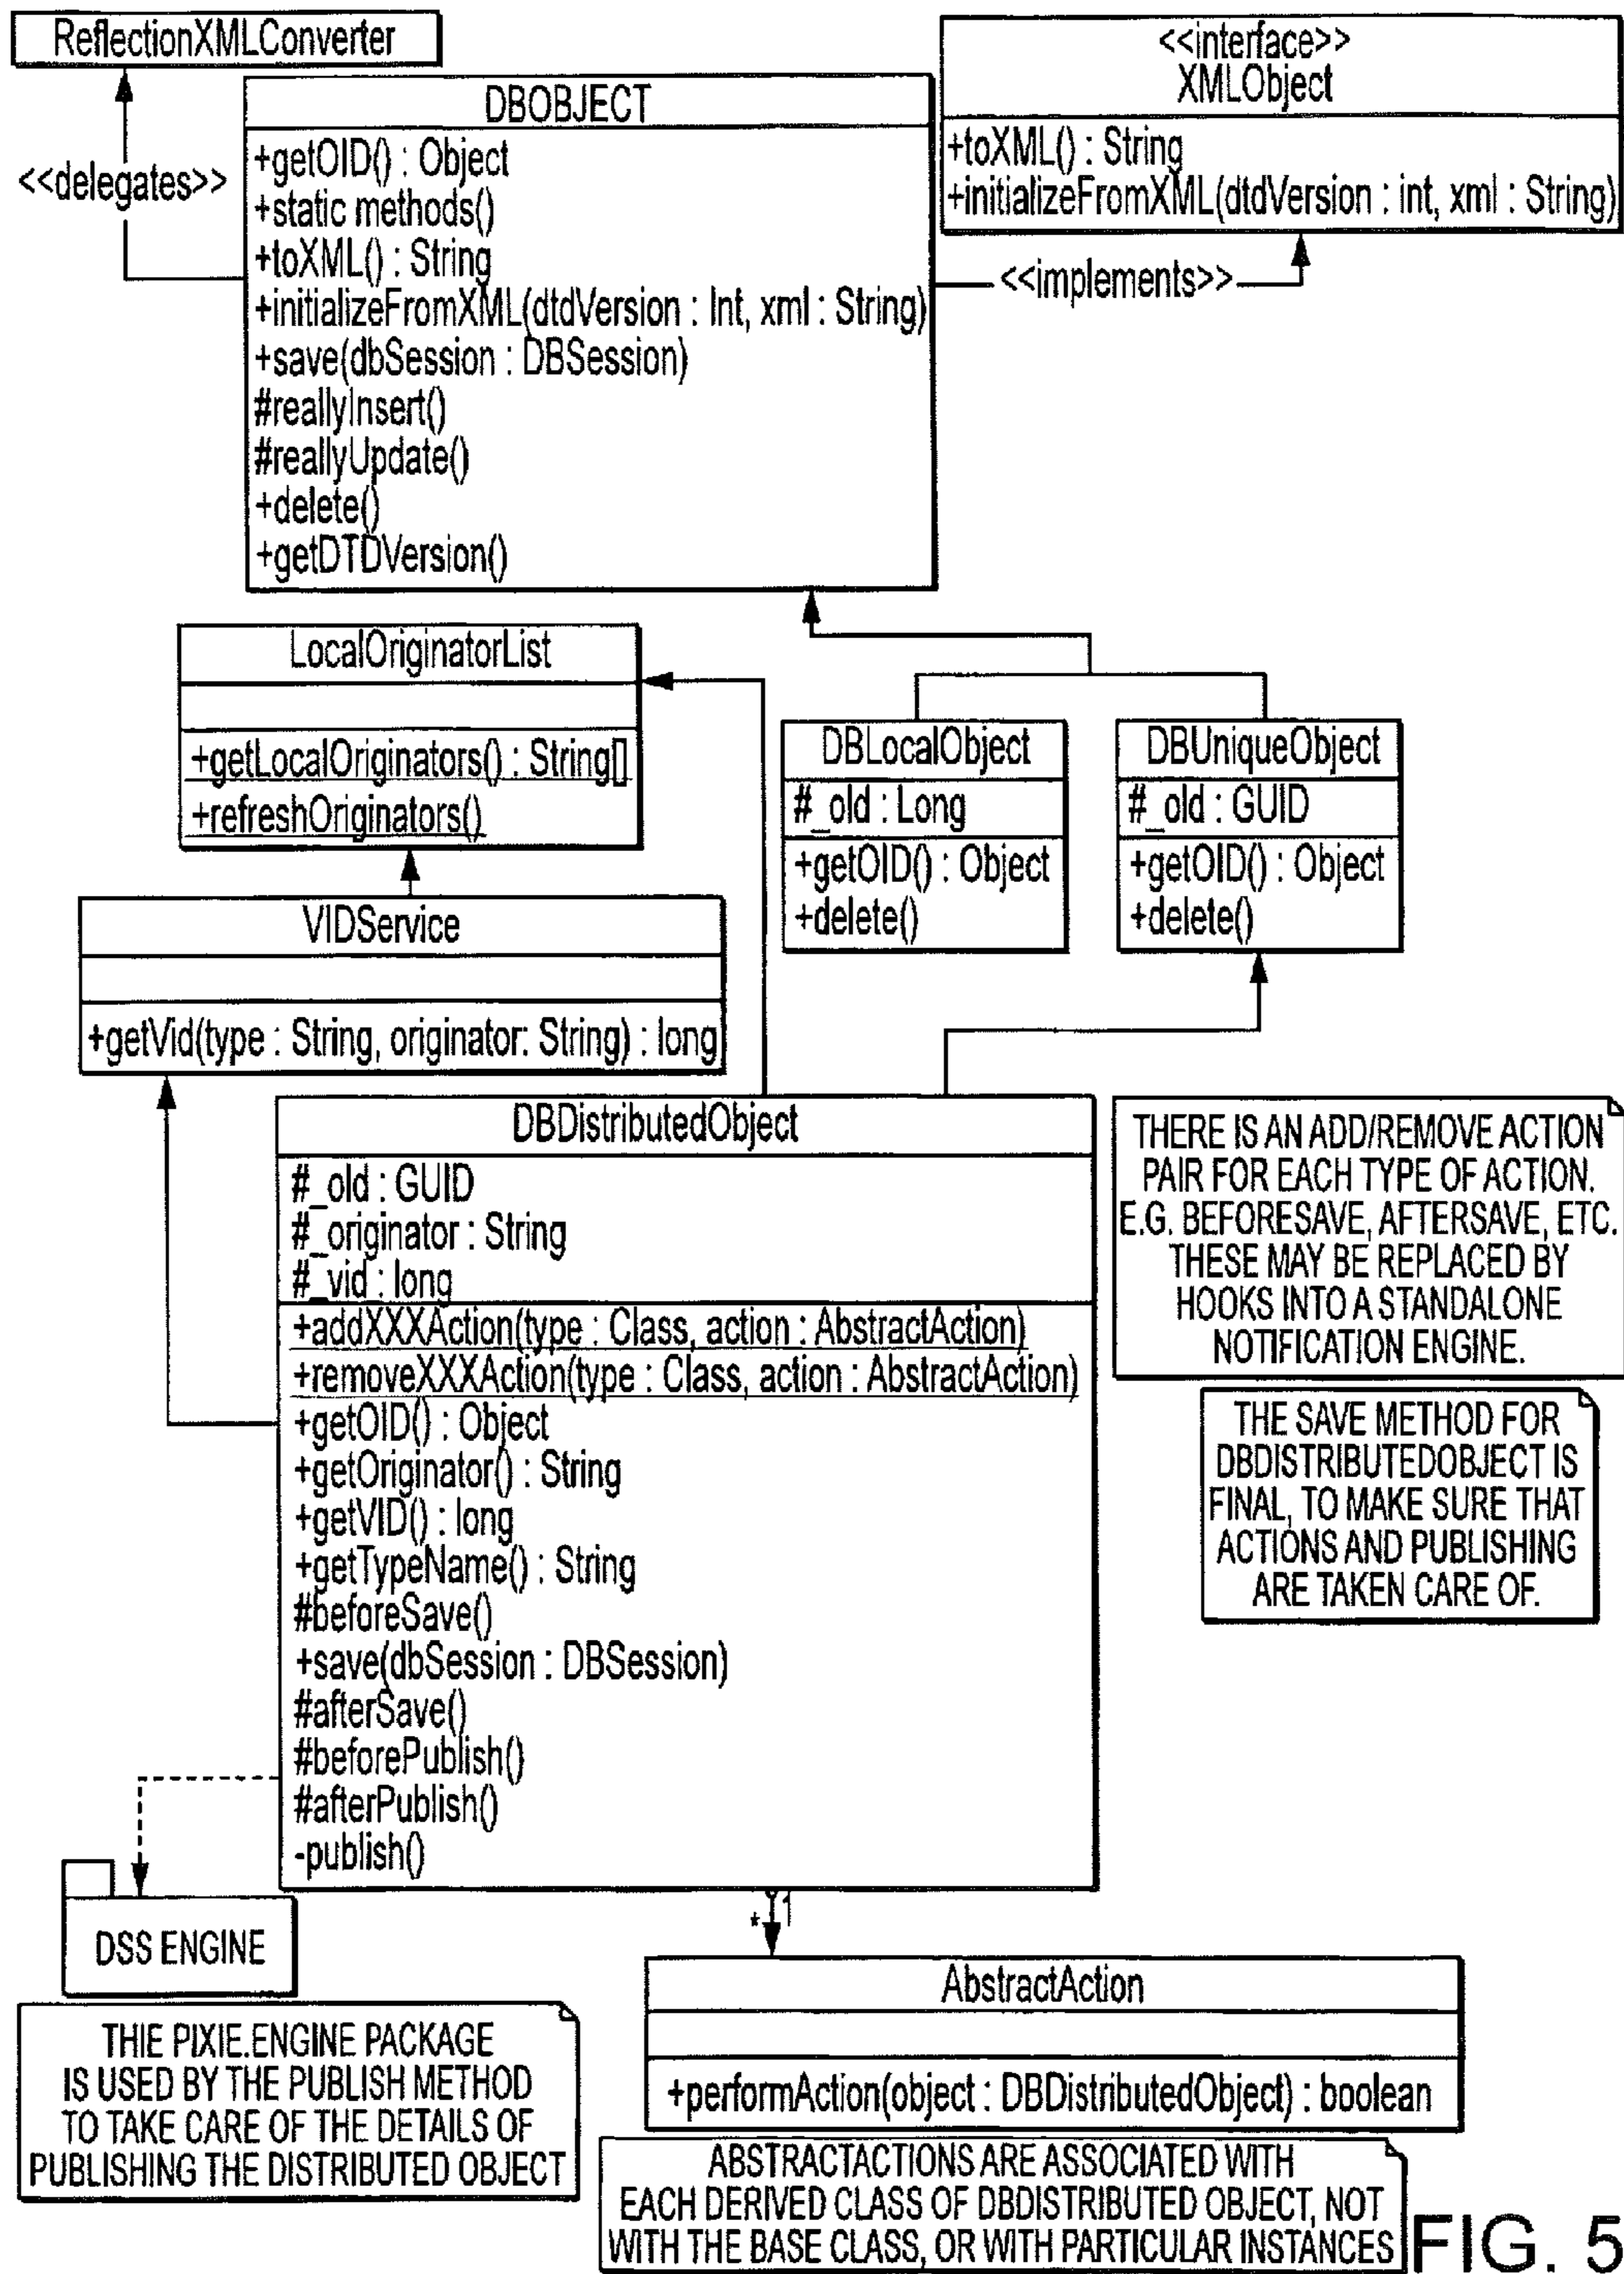 ReflectionXMLConverter
<<interface>>
XMLObject
+toXML() : String
+initializeFromXML(dtdVersion : int, xml : String)
<<delegates>>
DBOBJECT
+getOID() : Object
+static methods()
+toXML() : String
+initializeFromXML(dtdVersion : Int, xml : String)
+save(dbSession : DBSession)
#reallyInsert()
#reallyUpdate()
+delete()
+getDTDVersion()
<<implements>>
LocalOriginatorList
+getLocalOriginators() : String[]
+refreshOriginators()
DBLocalObject
#_old : Long
+getOID() : Object
+delete()
DBUniqueObject
#_old : GUID
+getOID() : Object
+delete()
VIDService
+getVid(type : String, originator: String) : long
DBDistributedObject
#_old : GUID
#_originator : String
#_vid : long
+addXXXAction(type : Class, action : AbstractAction)
+removeXXXAction(type : Class, action : AbstractAction)
+getOID() : Object
+getOriginator() : String
+getVID() : long
+getTypeName() : String
#beforeSave()
+save(dbSession : DBSession)
#afterSave()
#beforePublish()
#afterPublish()
-publish()
THERE IS AN ADD/REMOVE ACTION
PAIR FOR EACH TYPE OF ACTION.
E.G. BEFORESAVE, AFTERSAVE, ETC.
THESE MAY BE REPLACED BY
HOOKS INTO A STANDALONE
NOTIFICATION ENGINE.
THE SAVE METHOD FOR
DBDISTRIBUTEDOBJECT IS
FINAL, TO MAKE SURE THAT
ACTIONS AND PUBLISHING
ARE TAKEN CARE OF.
* 1
DSS ENGINE
THIE PIXIE.ENGINE PACKAGE
IS USED BY THE PUBLISH METHOD
TO TAKE CARE OF THE DETAILS OF
PUBLISHING THE DISTRIBUTED OBJECT
AbstractAction
+performAction(object : DBDistributedObject) : boolean
ABSTRACTACTIONS ARE ASSOCIATED WITH
EACH DERIVED CLASS OF DBDISTRIBUTED OBJECT, NOT
WITH THE BASE CLASS, OR WITH PARTICULAR INSTANCES
FIG. 5